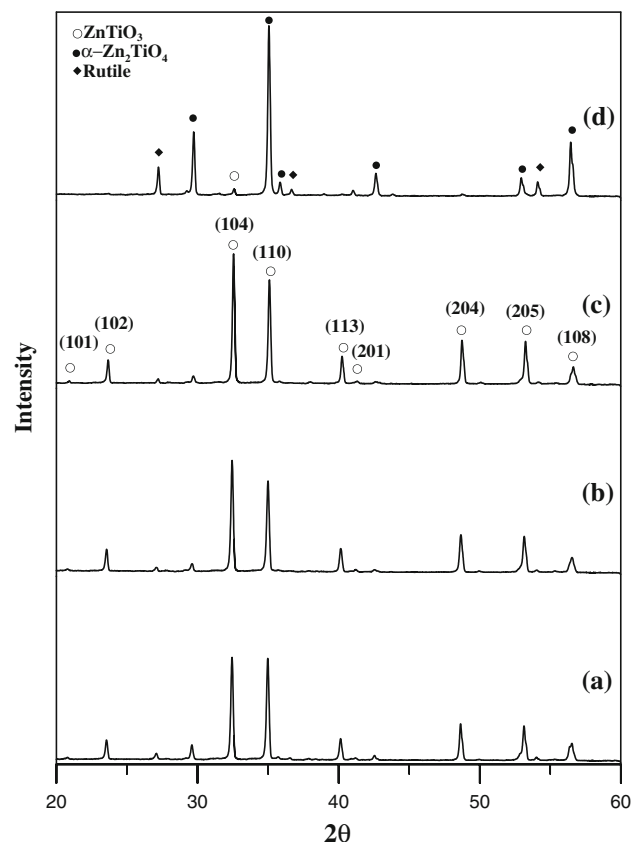 ○ZnTiO₃
●α−Zn₂TiO₄
◆Rutile
(d)
(104)
(110)
(c)
(102)
(101)
(113)
(201)
(204)
(205)
(108)
Intensity
(b)
(a)
20 30 40 50 60
2θ